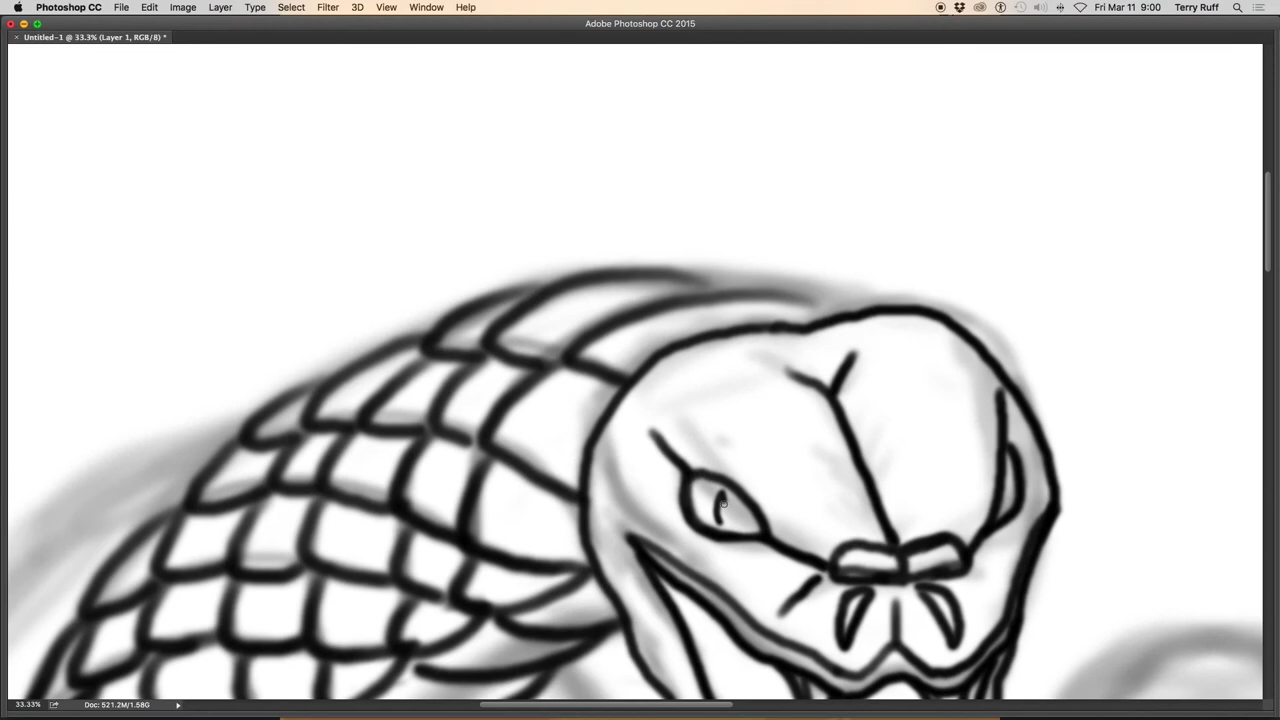 Photoshop CC File Edit Image Layer Type Select Filter 3D View Window Help Fri Mar 11 9:00 Terry Ruff
Adobe Photoshop CC 2015
× Untitled-1 @ 33.3% (Layer 1, RGB/8) *
33.33% Doc: 521.2M/1.58G